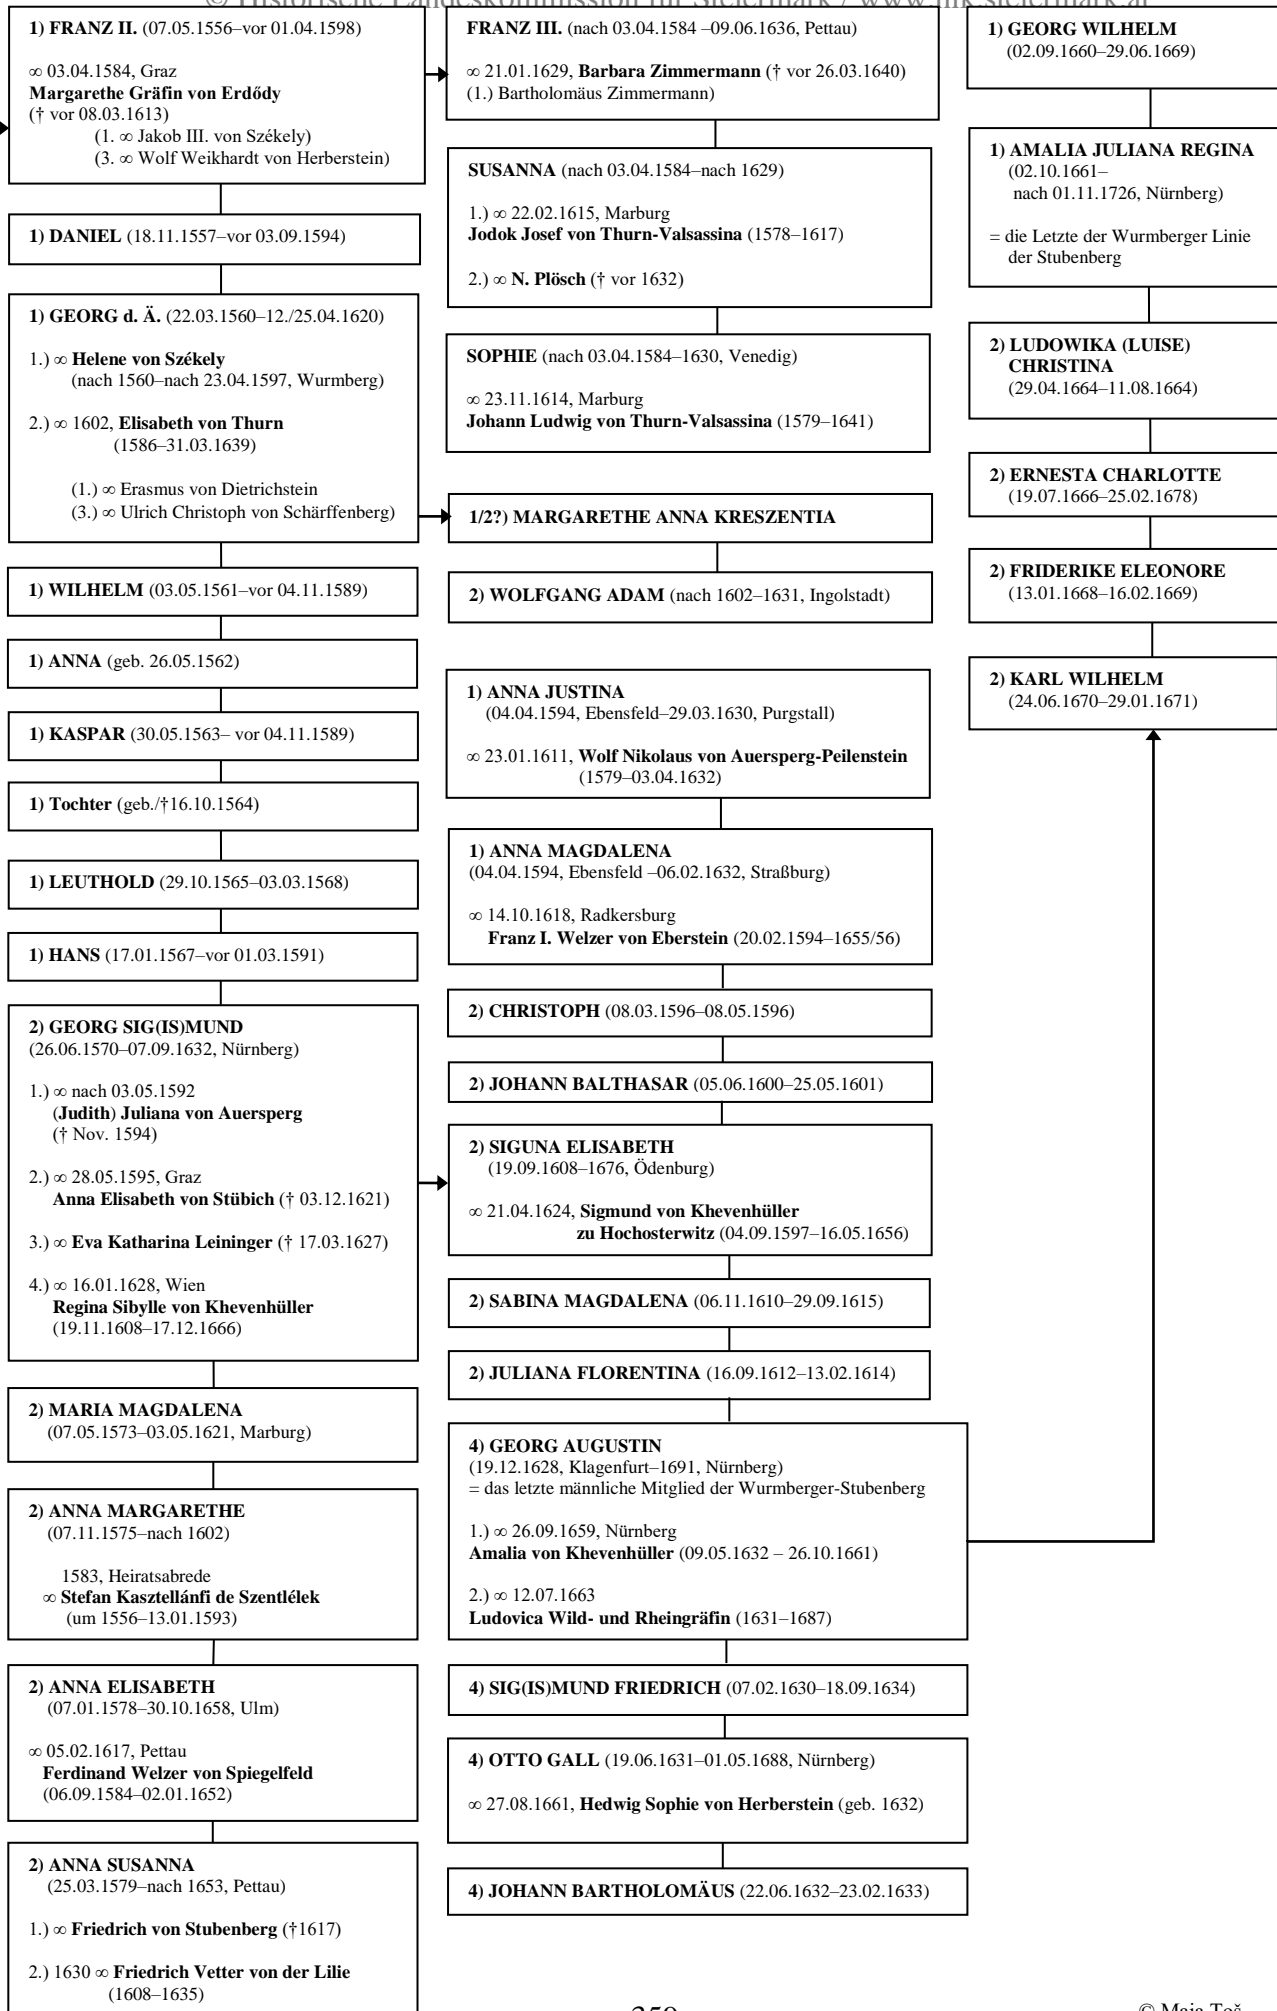 © Historische Landeskommission für Steiermark / www.hlk.steiermark.at
1) FRANZ II. (07.05.1556–vor 01.04.1598)
∞ 03.04.1584, Graz
Margarethe Gräfin von Erdődy
(† vor 08.03.1613)
(1. ∞ Jakob III. von Székely)
(3. ∞ Wolf Weikhardt von Herberstein)
1) DANIEL (18.11.1557–vor 03.09.1594)
1) GEORG d. Ä. (22.03.1560–12./25.04.1620)
1.) ∞ Helene von Székely
(nach 1560–nach 23.04.1597, Wurmberg)
2.) ∞ 1602, Elisabeth von Thurn
(1586–31.03.1639)
(1.) ∞ Erasmus von Dietrichstein
(3.) ∞ Ulrich Christoph von Schärffenberg)
1) WILHELM (03.05.1561–vor 04.11.1589)
1) ANNA (geb. 26.05.1562)
1) KASPAR (30.05.1563– vor 04.11.1589)
1) Tochter (geb./†16.10.1564)
1) LEUTHOLD (29.10.1565–03.03.1568)
1) HANS (17.01.1567–vor 01.03.1591)
2) GEORG SIG(IS)MUND
(26.06.1570–07.09.1632, Nürnberg)
1.) ∞ nach 03.05.1592
(Judith) Juliana von Auersperg
(† Nov. 1594)
2.) ∞ 28.05.1595, Graz
Anna Elisabeth von Stübich († 03.12.1621)
3.) ∞ Eva Katharina Leininger († 17.03.1627)
4.) ∞ 16.01.1628, Wien
Regina Sibylle von Khevenhüller
(19.11.1608–17.12.1666)
2) MARIA MAGDALENA
(07.05.1573–03.05.1621, Marburg)
2) ANNA MARGARETHE
(07.11.1575–nach 1602)
1583, Heiratsabrede
∞ Stefan Kasztellánfi de Szentlélek
(um 1556–13.01.1593)
2) ANNA ELISABETH
(07.01.1578–30.10.1658, Ulm)
∞ 05.02.1617, Pettau
Ferdinand Welzer von Spiegelfeld
(06.09.1584–02.01.1652)
2) ANNA SUSANNA
(25.03.1579–nach 1653, Pettau)
1.) ∞ Friedrich von Stubenberg (†1617)
2.) 1630 ∞ Friedrich Vetter von der Lilie
(1608–1635)
FRANZ III. (nach 03.04.1584 –09.06.1636, Pettau)
∞ 21.01.1629, Barbara Zimmermann († vor 26.03.1640)
(1.) Bartholomäus Zimmermann)
SUSANNA (nach 03.04.1584–nach 1629)
1.) ∞ 22.02.1615, Marburg
Jodok Josef von Thurn-Valsassina (1578–1617)
2.) ∞ N. Plösch († vor 1632)
SOPHIE (nach 03.04.1584–1630, Venedig)
∞ 23.11.1614, Marburg
Johann Ludwig von Thurn-Valsassina (1579–1641)
1/2?) MARGARETHE ANNA KRESZENTIA
2) WOLFGANG ADAM (nach 1602–1631, Ingolstadt)
1) ANNA JUSTINA
(04.04.1594, Ebensfeld–29.03.1630, Purgstall)
∞ 23.01.1611, Wolf Nikolaus von Auersperg-Peilenstein
(1579–03.04.1632)
1) ANNA MAGDALENA
(04.04.1594, Ebensfeld –06.02.1632, Straßburg)
∞ 14.10.1618, Radkersburg
Franz I. Welzer von Eberstein (20.02.1594–1655/56)
2) CHRISTOPH (08.03.1596–08.05.1596)
2) JOHANN BALTHASAR (05.06.1600–25.05.1601)
2) SIGUNA ELISABETH
(19.09.1608–1676, Ödenburg)
∞ 21.04.1624, Sigmund von Khevenhüller
zu Hochosterwitz (04.09.1597–16.05.1656)
2) SABINA MAGDALENA (06.11.1610–29.09.1615)
2) JULIANA FLORENTINA (16.09.1612–13.02.1614)
4) GEORG AUGUSTIN
(19.12.1628, Klagenfurt–1691, Nürnberg)
= das letzte männliche Mitglied der Wurmberger-Stubenberg
1.) ∞ 26.09.1659, Nürnberg
Amalia von Khevenhüller (09.05.1632 – 26.10.1661)
2.) ∞ 12.07.1663
Ludovica Wild- und Rheingräfin (1631–1687)
4) SIG(IS)MUND FRIEDRICH (07.02.1630–18.09.1634)
4) OTTO GALL (19.06.1631–01.05.1688, Nürnberg)
∞ 27.08.1661, Hedwig Sophie von Herberstein (geb. 1632)
4) JOHANN BARTHOLOMÄUS (22.06.1632–23.02.1633)
1) GEORG WILHELM
(02.09.1660–29.06.1669)
1) AMALIA JULIANA REGINA
(02.10.1661–
nach 01.11.1726, Nürnberg)
= die Letzte der Wurmberger Linie
der Stubenberg
2) LUDOWIKA (LUISE)
CHRISTINA
(29.04.1664–11.08.1664)
2) ERNESTA CHARLOTTE
(19.07.1666–25.02.1678)
2) FRIDERIKE ELEONORE
(13.01.1668–16.02.1669)
2) KARL WILHELM
(24.06.1670–29.01.1671)
© Maja Toš